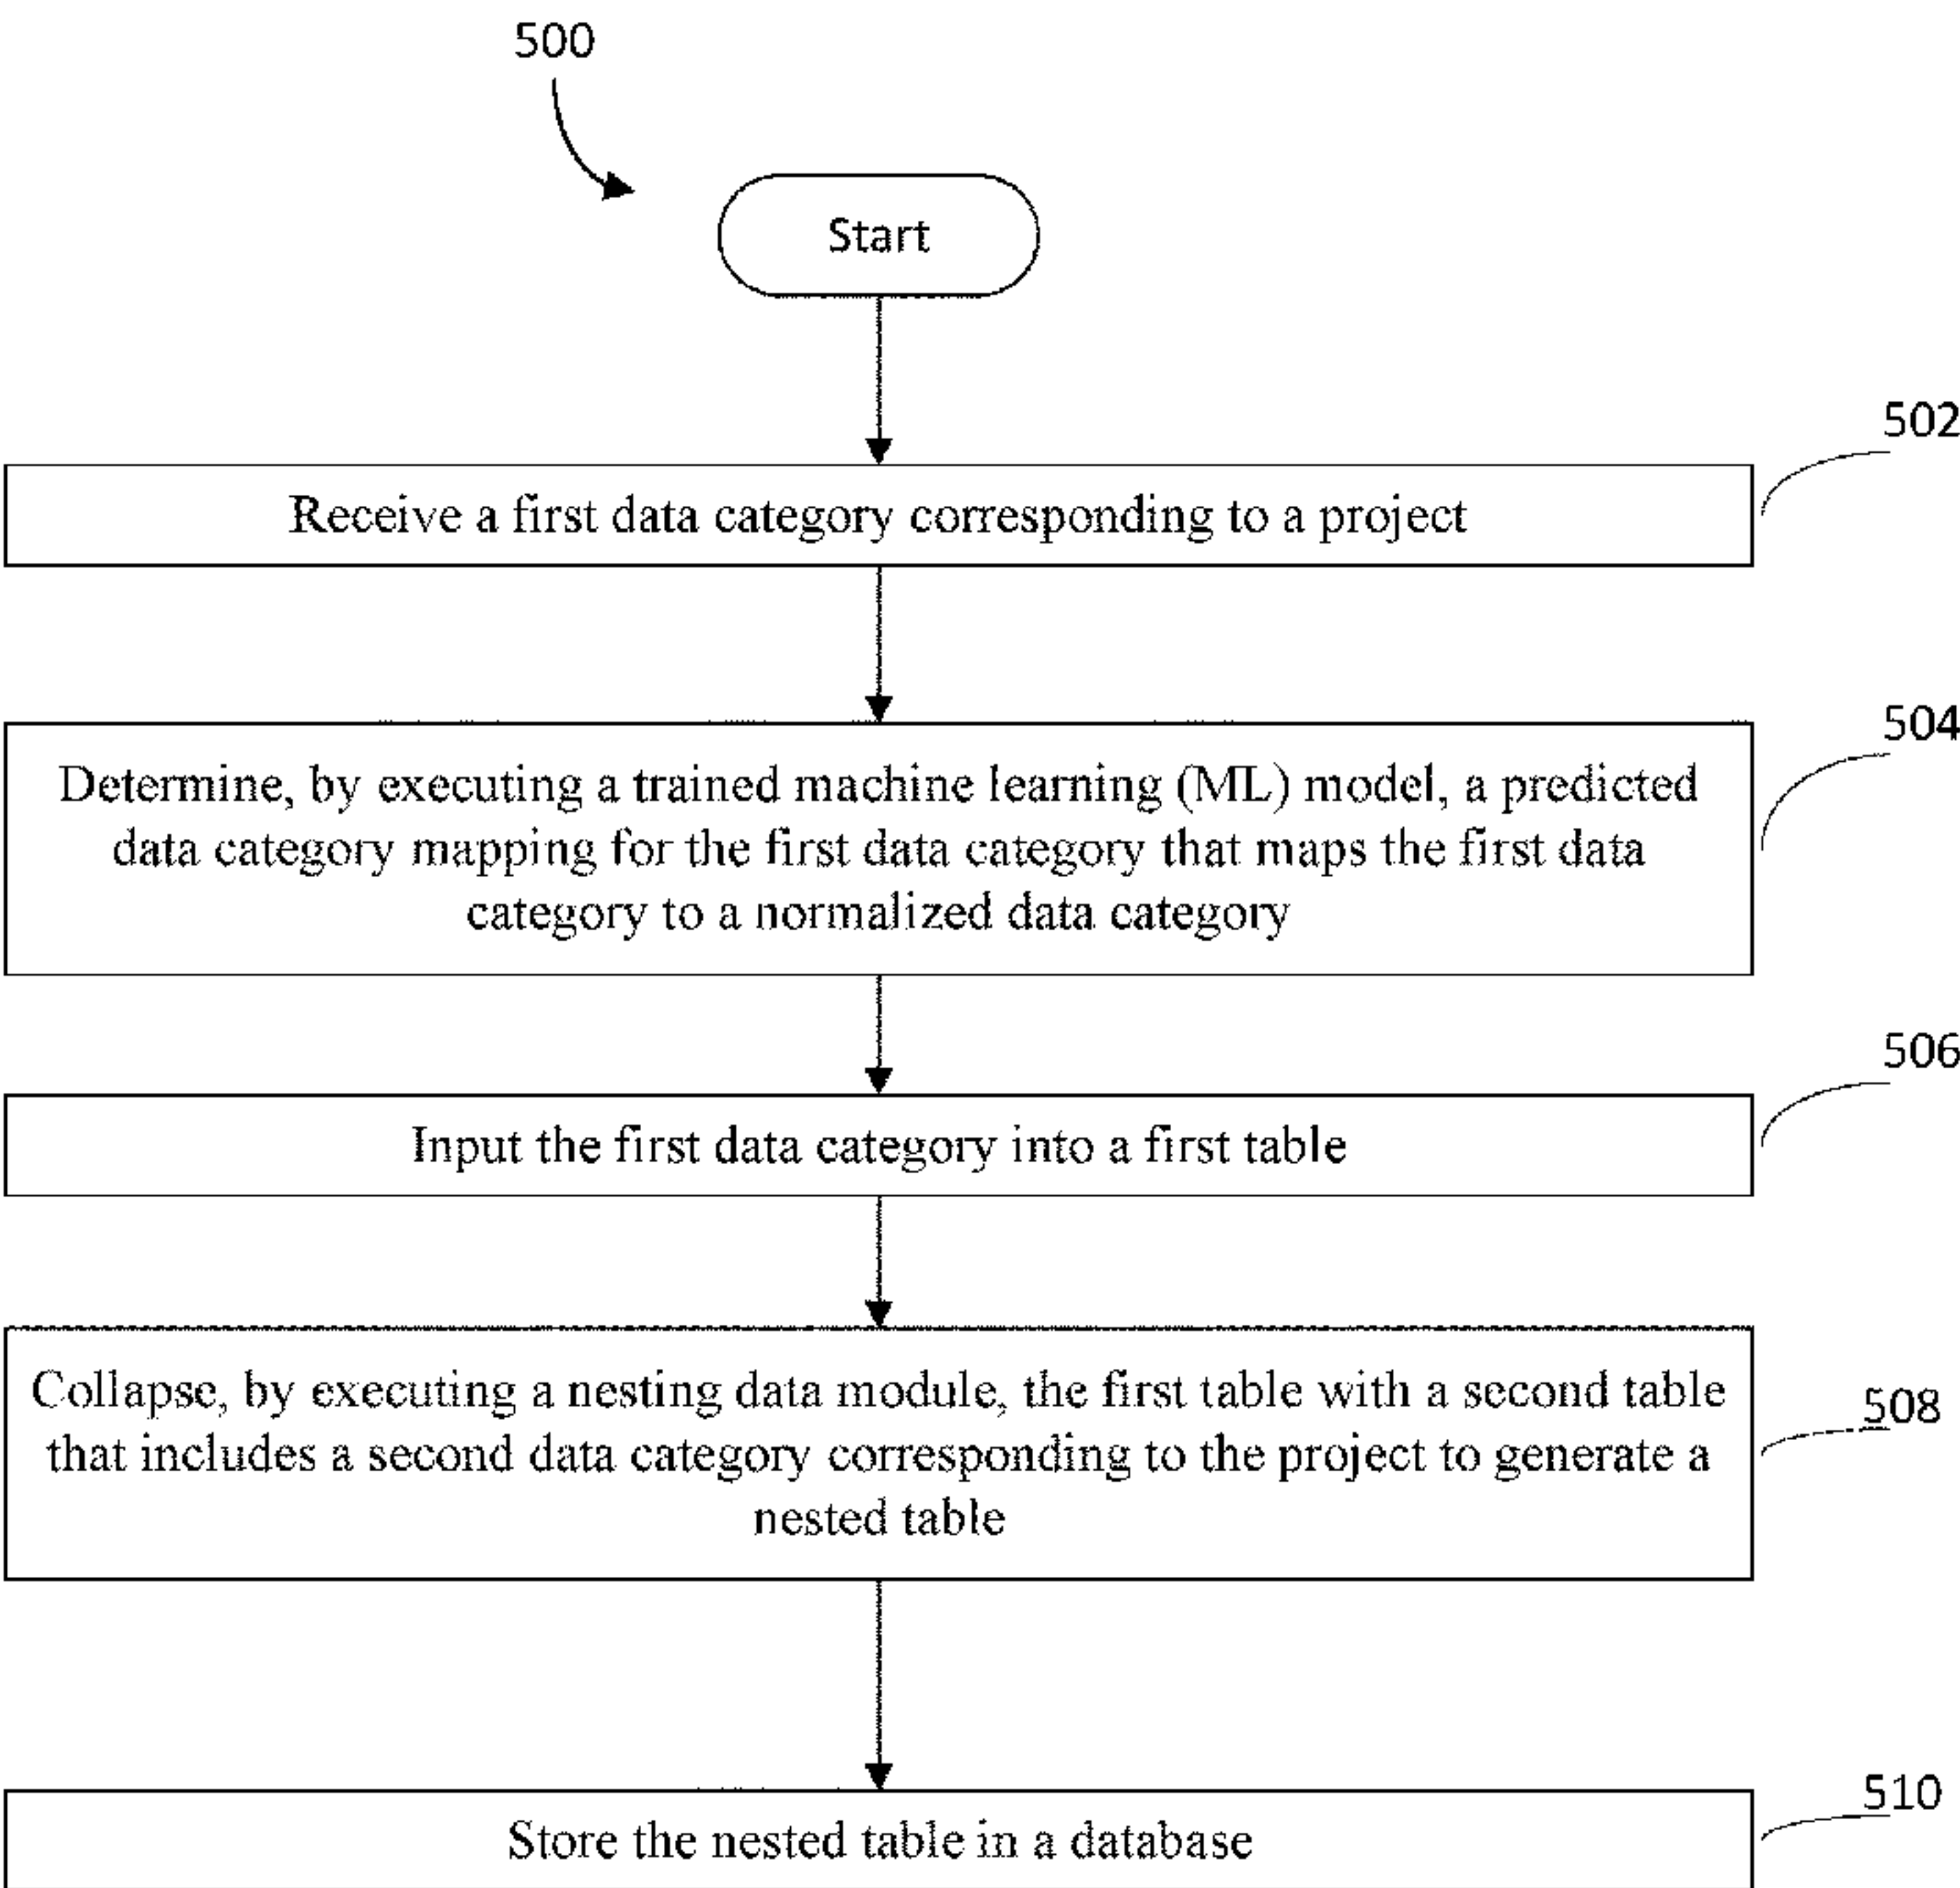 500
Start
502
Receive a first data category corresponding to a project
504
Determine, by executing a trained machine learning (ML) model, a predicted
data category mapping for the first data category that maps the first data
category to a normalized data category
506
Input the first data category into a first table
508
Collapse, by executing a nesting data module, the first table with a second table
that includes a second data category corresponding to the project to generate a
nested table
510
Store the nested table in a database